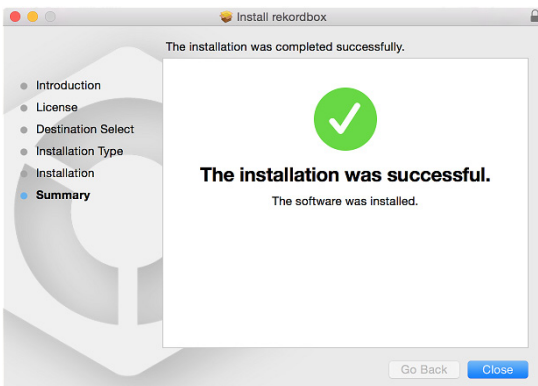 Install rekordbox
The installation was completed successfully.
Introduction
License
Destination Select
Installation Type
Installation
Summary
The installation was successful.
The software was installed.
Go Back
Close